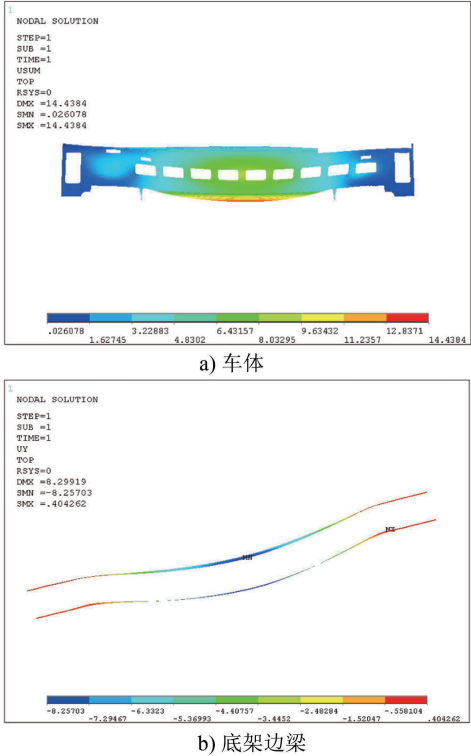 1
NODAL SOLUTION
STEP=1
SUB =1
TIME=1
USUM
TOP
RSYS=0
DMX =14.4384
SMN =.026078
SMX =14.4384
.026078 3.22883 6.43157 9.63432 12.8371
1.62745 4.8302 8.03295 11.2357 14.4384
a) 车体
1
NODAL SOLUTION
STEP=1
SUB =1
TIME=1
UY
TOP
RSYS=0
DMX =8.29919
SMN =-8.25703
SMX =.404262
MN
MX
-8.25703 -6.3323 -4.40757 -2.48284 -.558104
-7.29467 -5.36993 -3.4452 -1.52047 .404262
b) 底架边梁